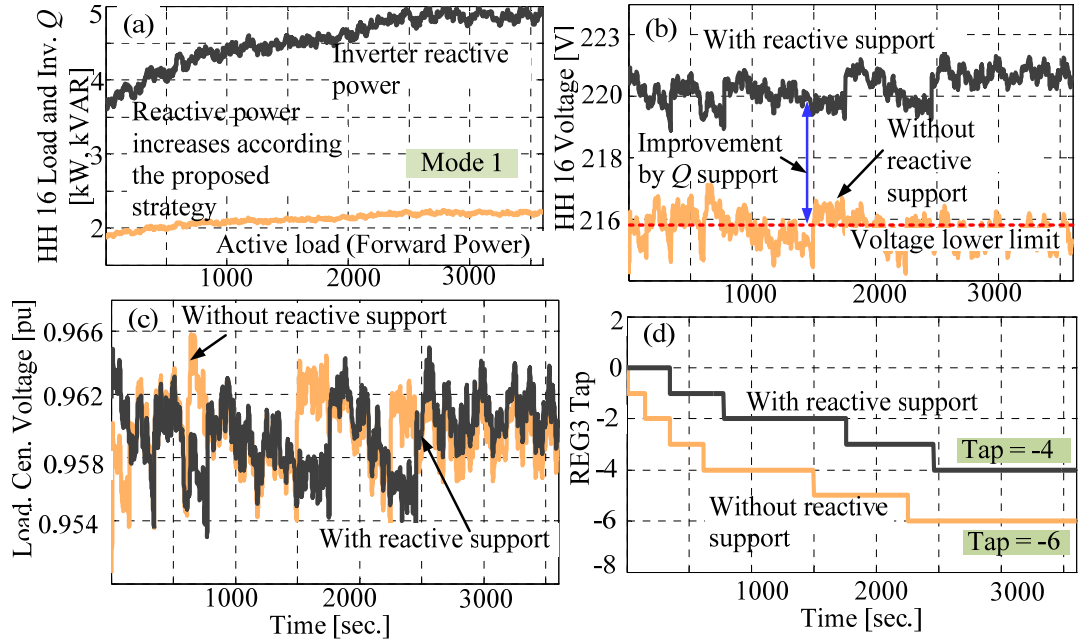 (a)
HH 16 Load and Inv. Q
[kW, kVAR]
5
4
.5
3
.5
2
Inverter reactive
power
Reactive power
increases according
the proposed
strategy
Mode 1
Active load (Forward Power)
1000
2000
3000
(b)
HH 16 Voltage [V]
223
220
218
216
With reactive support
Improvement
by Q support
Without
reactive
support
Voltage lower limit
1000
2000
3000
(c)
Load. Cen. Voltage [pu]
0.966
0.962
0.958
0.954
Without reactive support
With reactive support
1000
2000
3000
Time [sec.]
(d)
REG3 Tap
2
0
-2
-4
-6
-8
With reactive support
Tap = -4
Without reactive
support
Tap = -6
1000
2000
3000
Time [sec.]